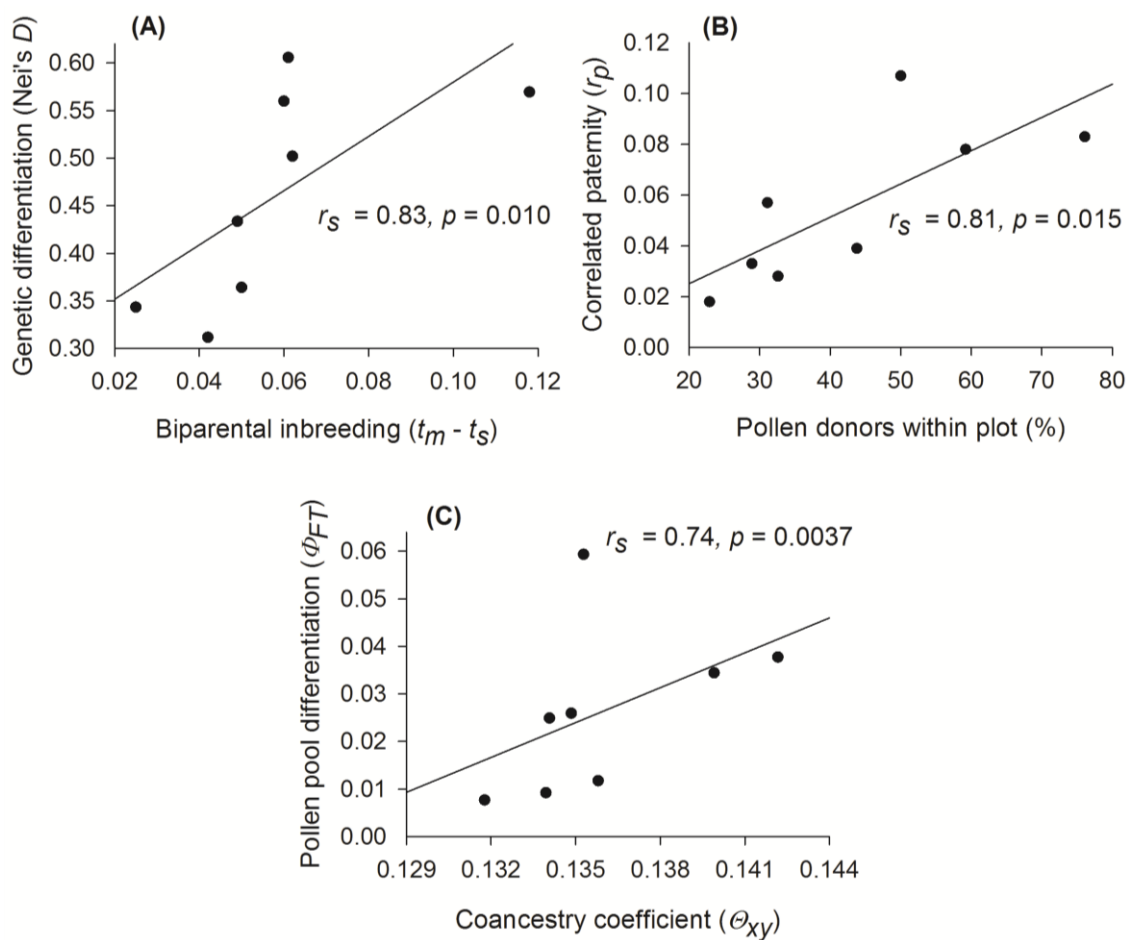 (A)
Genetic differentiation (Nei's D)
0.60
0.55
0.50
0.45
0.40
0.35
0.30
rs = 0.83, p = 0.010
0.02 0.04 0.06 0.08 0.10 0.12
Biparental inbreeding (tm - ts)
(B)
Correlated paternity (rp)
0.12
0.10
0.08
0.06
0.04
0.02
0.00
rs = 0.81, p = 0.015
20 30 40 50 60 70 80
Pollen donors within plot (%)
(C)
Pollen pool differentiation (ΦFT)
rs = 0.74, p = 0.0037
0.06
0.05
0.04
0.03
0.02
0.01
0.00
0.129 0.132 0.135 0.138 0.141 0.144
Coancestry coefficient (Θxy)